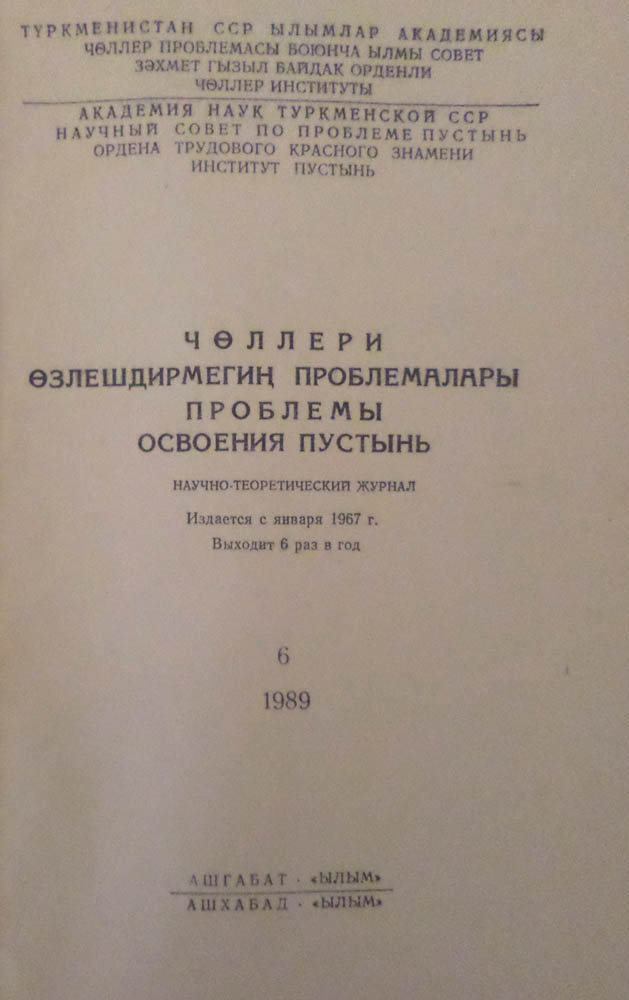 ТҮРКМЕНИСТАН ССР ЫЛЫМЛАР АКАДЕМИЯСЫ
ЧӨЛЛЕР ПРОБЛЕМАСЫ БОЮНЧА ЫЛМЫ СОВЕТ
ЗӘХМЕТ ГЫЗЫЛ БАЙДАК ОРДЕНЛИ
ЧӨЛЛЕР ИНСТИТУТЫ
АКАДЕМИЯ НАУК ТУРКМЕНСКОЙ ССР
НАУЧНЫЙ СОВЕТ ПО ПРОБЛЕМЕ ПУСТЫНЬ
ОРДЕНА ТРУДОВОГО КРАСНОГО ЗНАМЕНИ
ИНСТИТУТ ПУСТЫНЬ
ЧӨЛЛЕРИ
ӨЗЛЕШДИРМЕГИҢ ПРОБЛЕМАЛАРЫ
ПРОБЛЕМЫ
ОСВОЕНИЯ ПУСТЫНЬ
НАУЧНО-ТЕОРЕТИЧЕСКИЙ ЖУРНАЛ
Издается с января 1967 г.
Выходит 6 раз в год
6
1989
АШГАБАТ · «ЫЛЫМ»
АШХАБАД · «ЫЛЫМ»